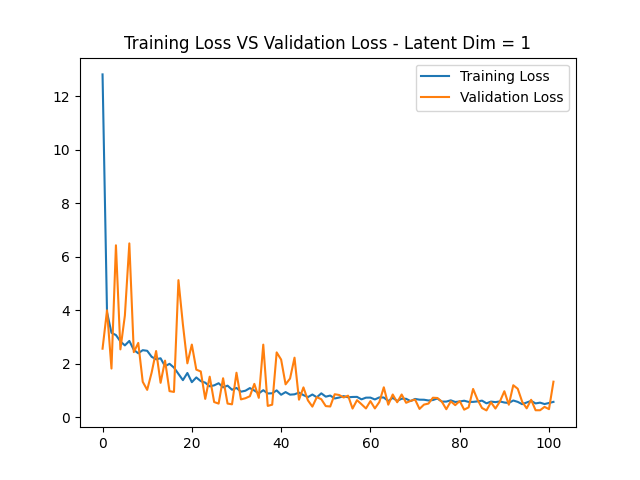 Training Loss VS Validation Loss - Latent Dim = 1
Training Loss
Validation Loss
12
10
8
6
4
2
0
0 20 40 60 80 100